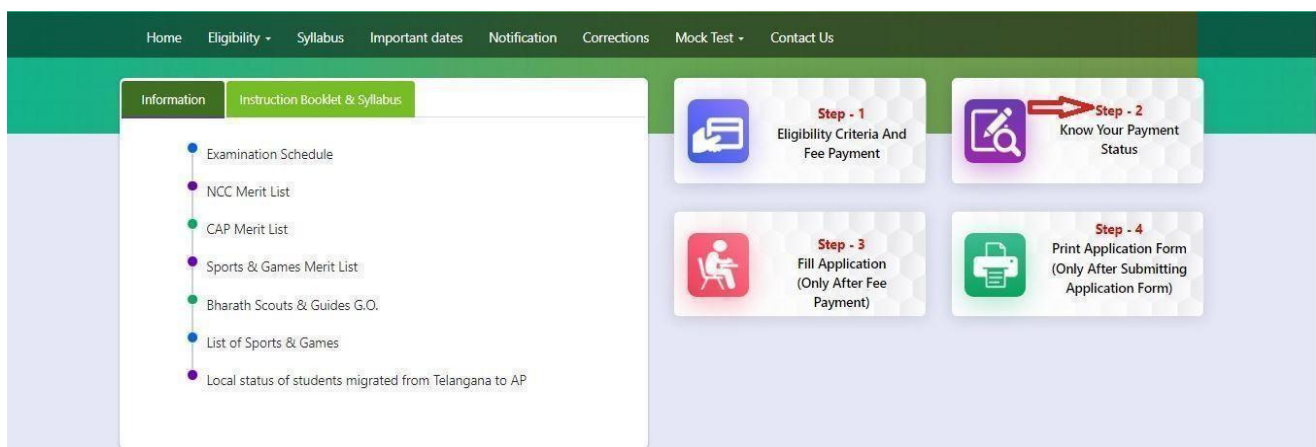 Home Eligibility Syllabus Important dates Notification Corrections Mock Test Contact Us
Information Instruction Booklet & Syllabus
Examination Schedule
NCC Merit List
CAP Merit List
Sports & Games Merit List
Bharath Scouts & Guides G.O.
List of Sports & Games
Local status of students migrated from Telangana to AP
Step - 1
Eligibility Criteria And
Fee Payment
Step - 2
Know Your Payment
Status
Step - 3
Fill Application
(Only After Fee
Payment)
Step - 4
Print Application Form
(Only After Submitting
Application Form)